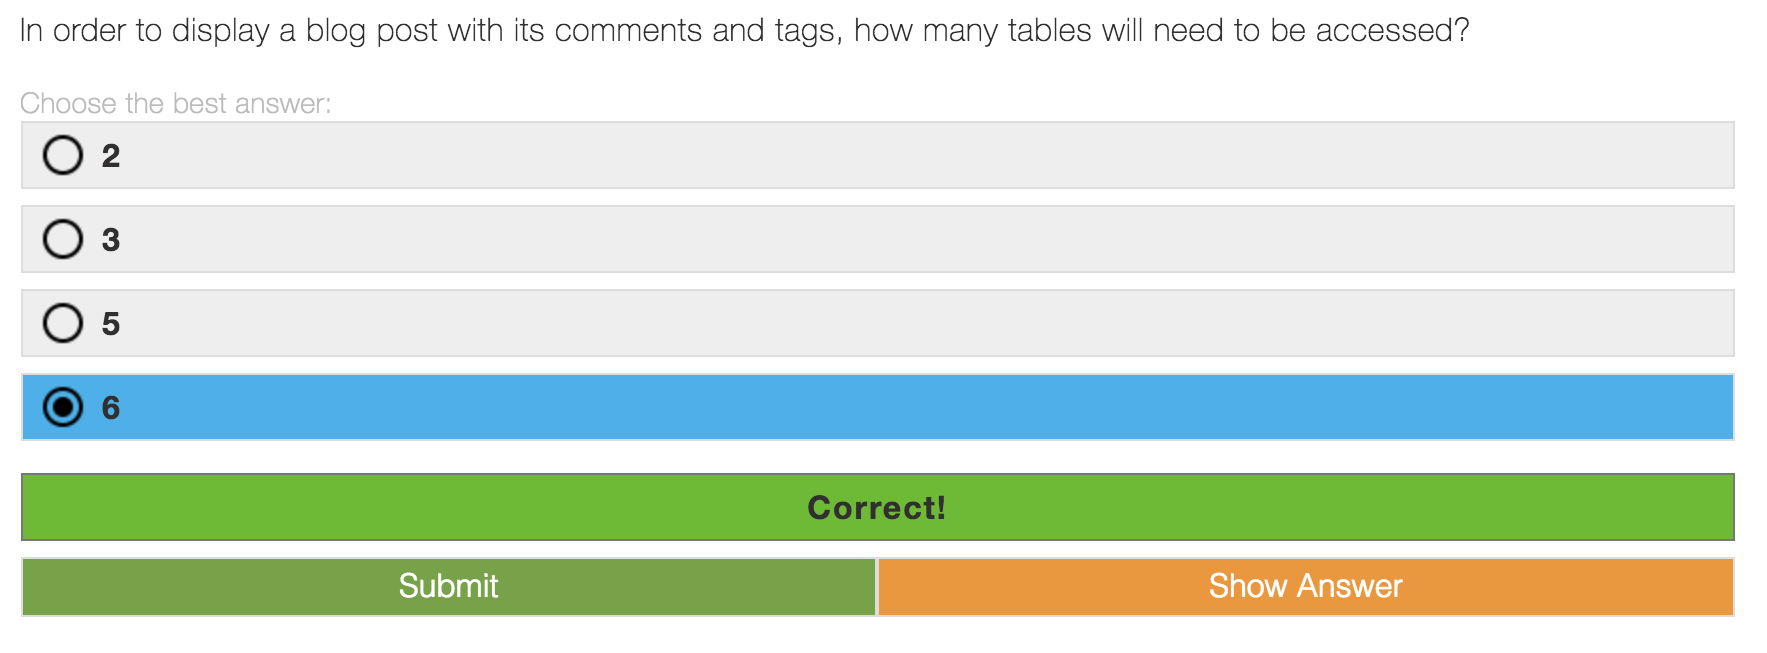 In order to display a blog post with its comments and tags, how many tables will need to be accessed?
Choose the best answer:
2
3
5
6
Correct!
Submit
Show Answer